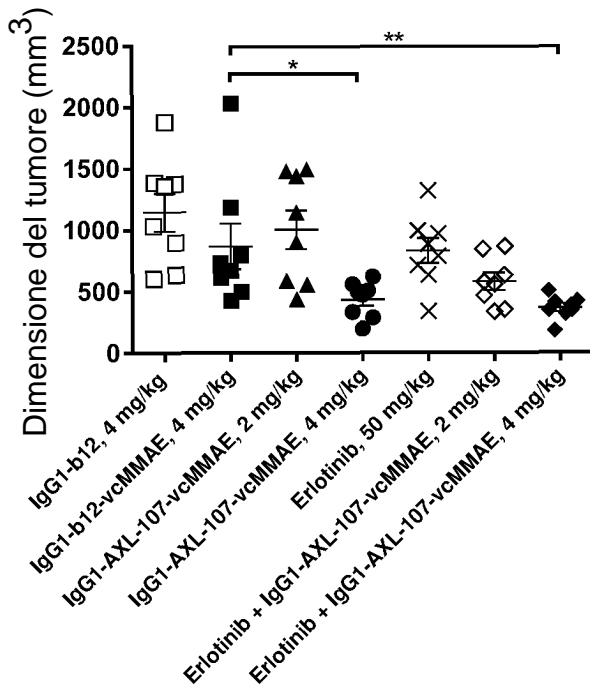 Dimensione del tumore (mm3)
2500
2000
1500
1000
500
0
**
*
IgG1-b12, 4 mg/kg
IgG1-b12-vcMMAE, 4 mg/kg
IgG1-AXL-107-vcMMAE, 2 mg/kg
IgG1-AXL-107-vcMMAE, 4 mg/kg
Erlotinib, 50 mg/kg
Erlotinib + IgG1-AXL-107-vcMMAE, 2 mg/kg
Erlotinib + IgG1-AXL-107-vcMMAE, 4 mg/kg